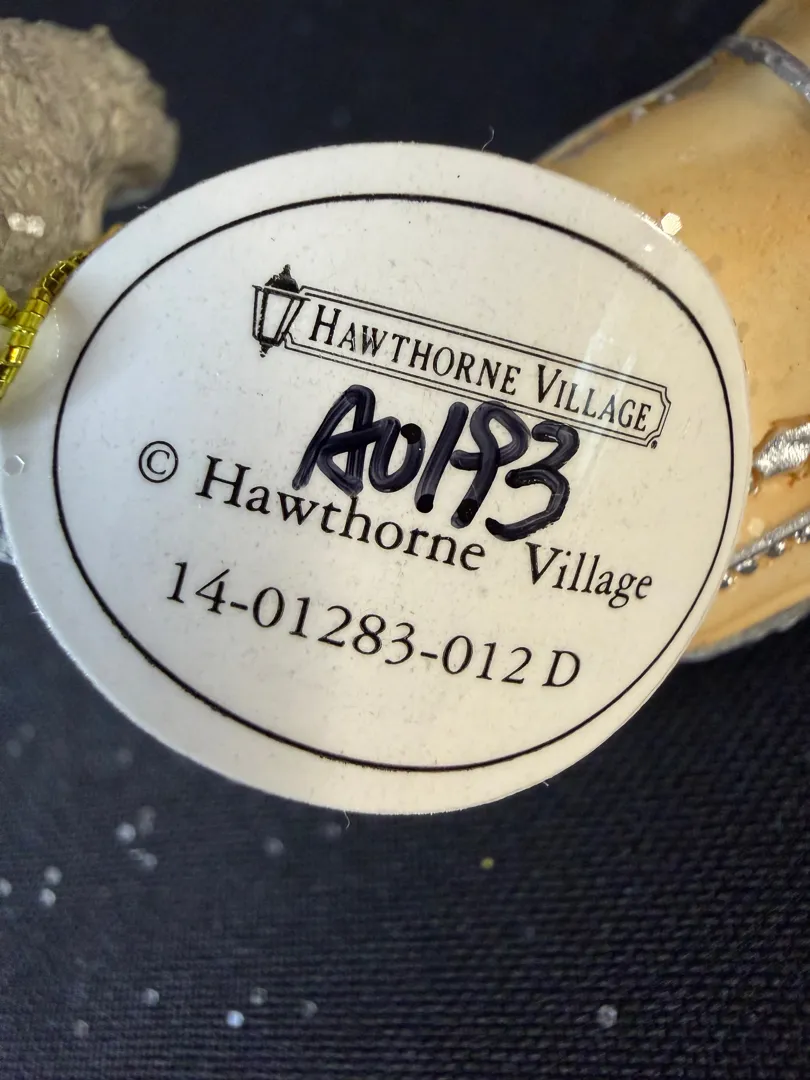 HAWTHORNE VILLAGE®
A0193
© Hawthorne Village
14-01283-012 D